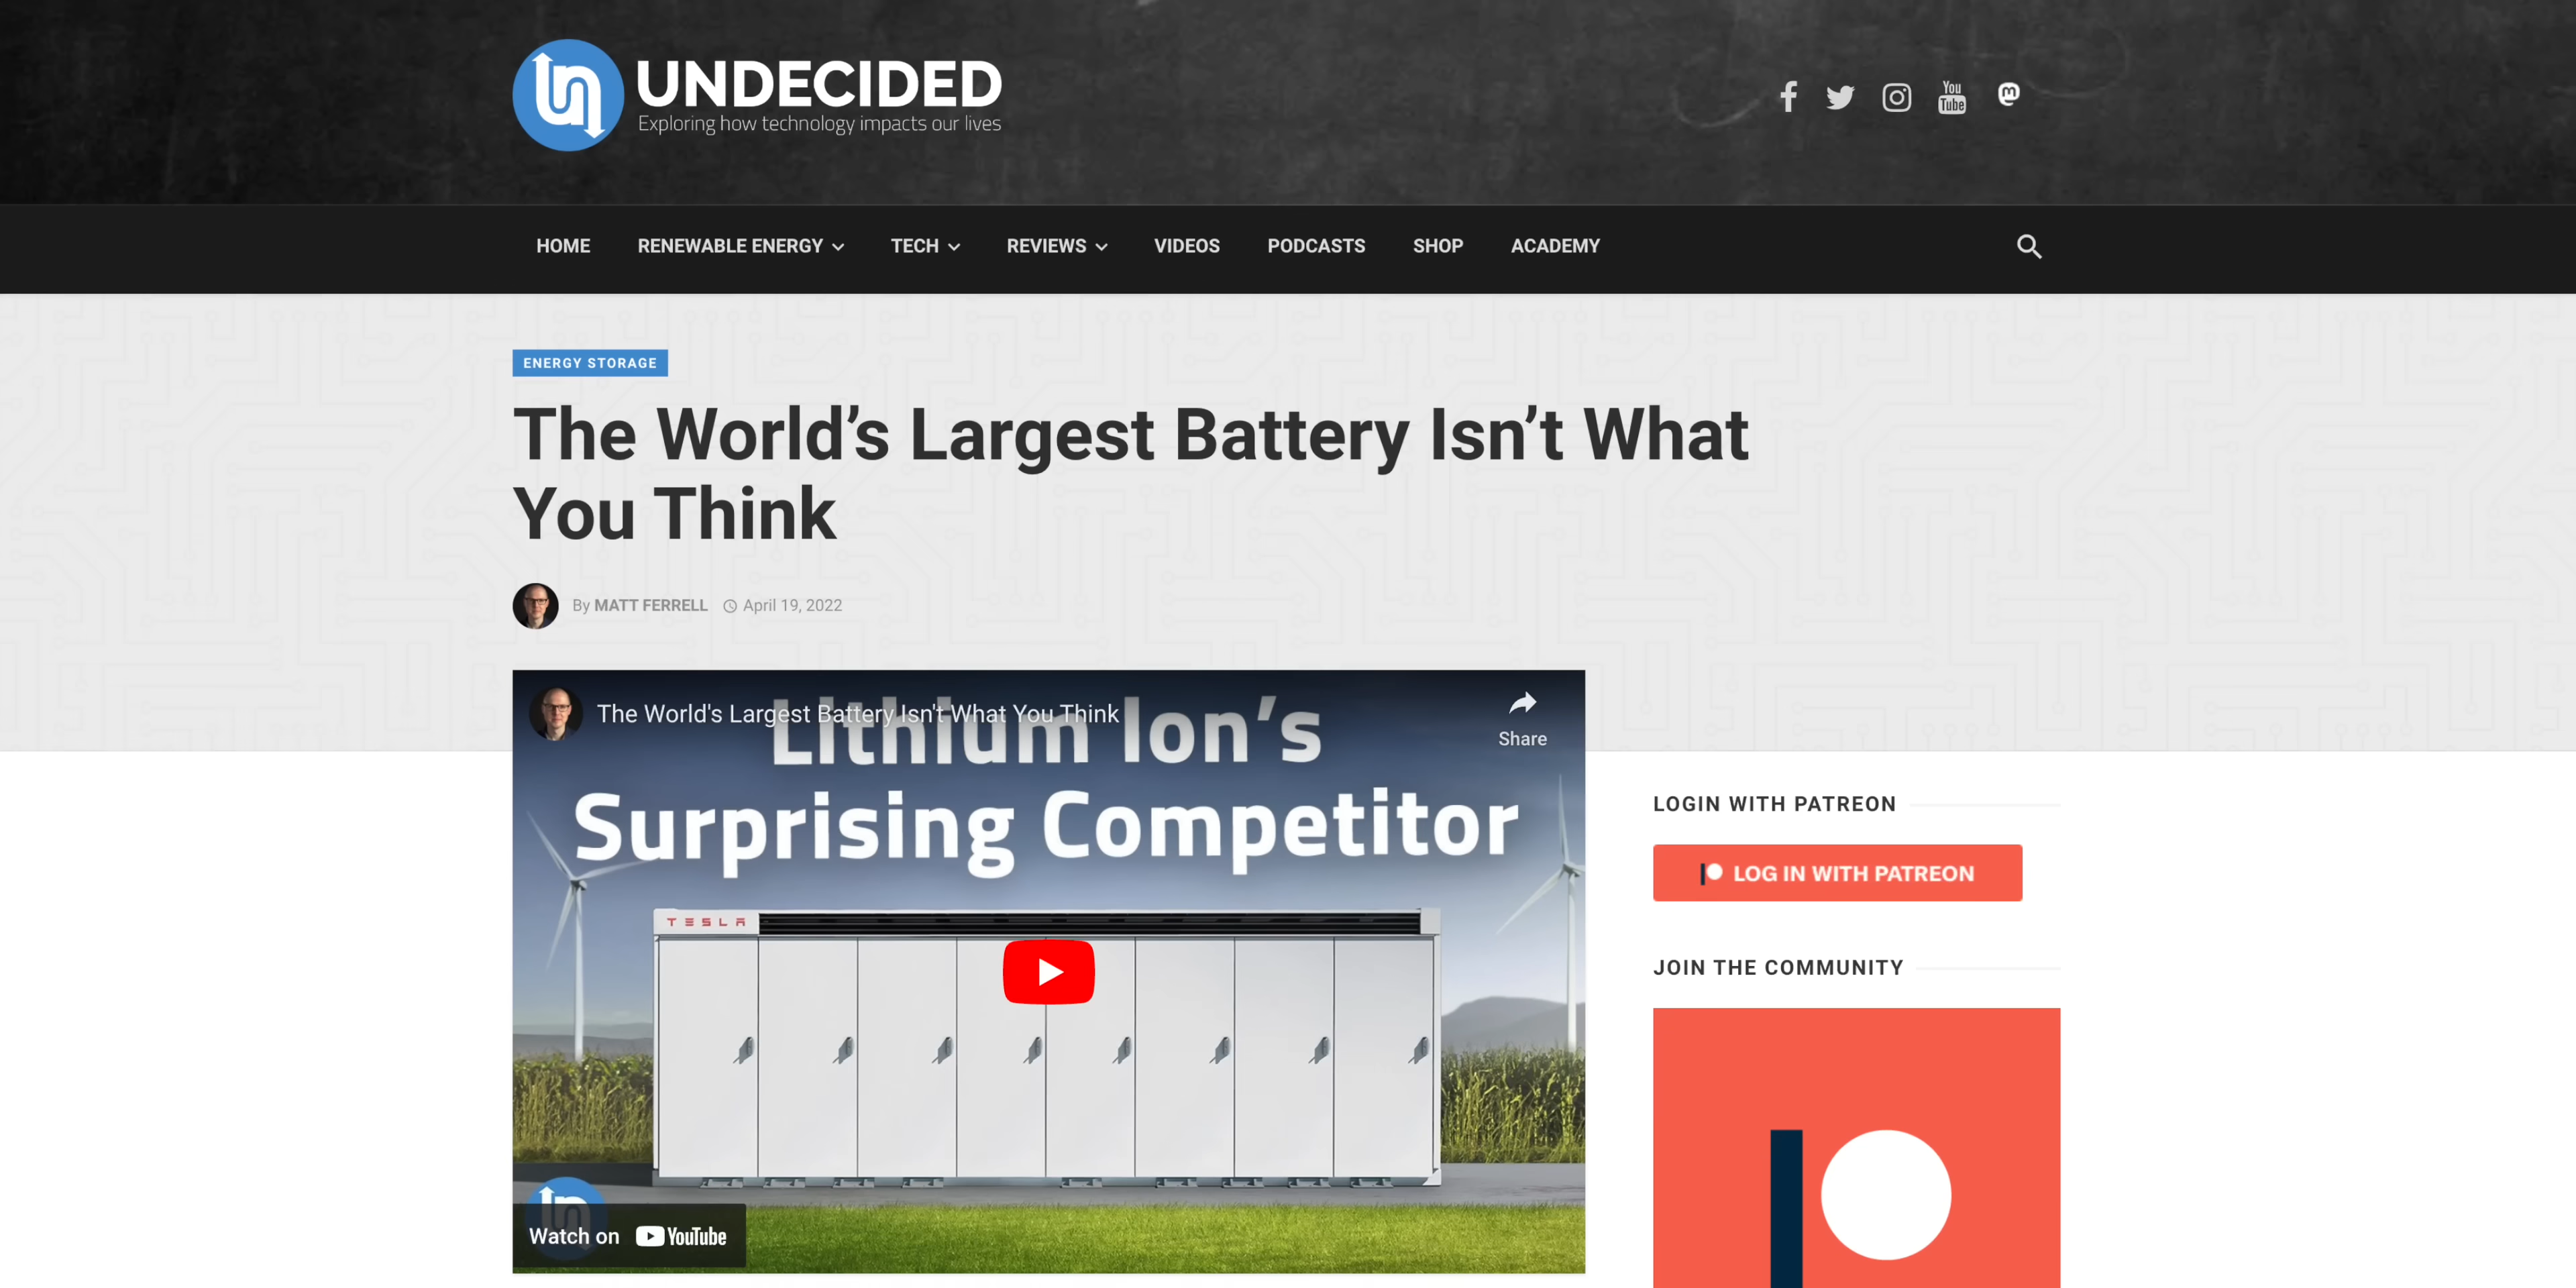 UNDECIDED
Exploring how technology impacts our lives
You
Tube
HOME
RENEWABLE ENERGY
TECH
REVIEWS
VIDEOS
PODCASTS
SHOP
ACADEMY
ENERGY STORAGE
The World’s Largest Battery Isn’t What
You Think
By MATT FERRELL
April 19, 2022
The World's Largest Battery Isn't What You Think
Share
Lithium Ion’s
Surprising Competitor
TESLA
Watch on YouTube
LOGIN WITH PATREON
LOG IN WITH PATREON
JOIN THE COMMUNITY